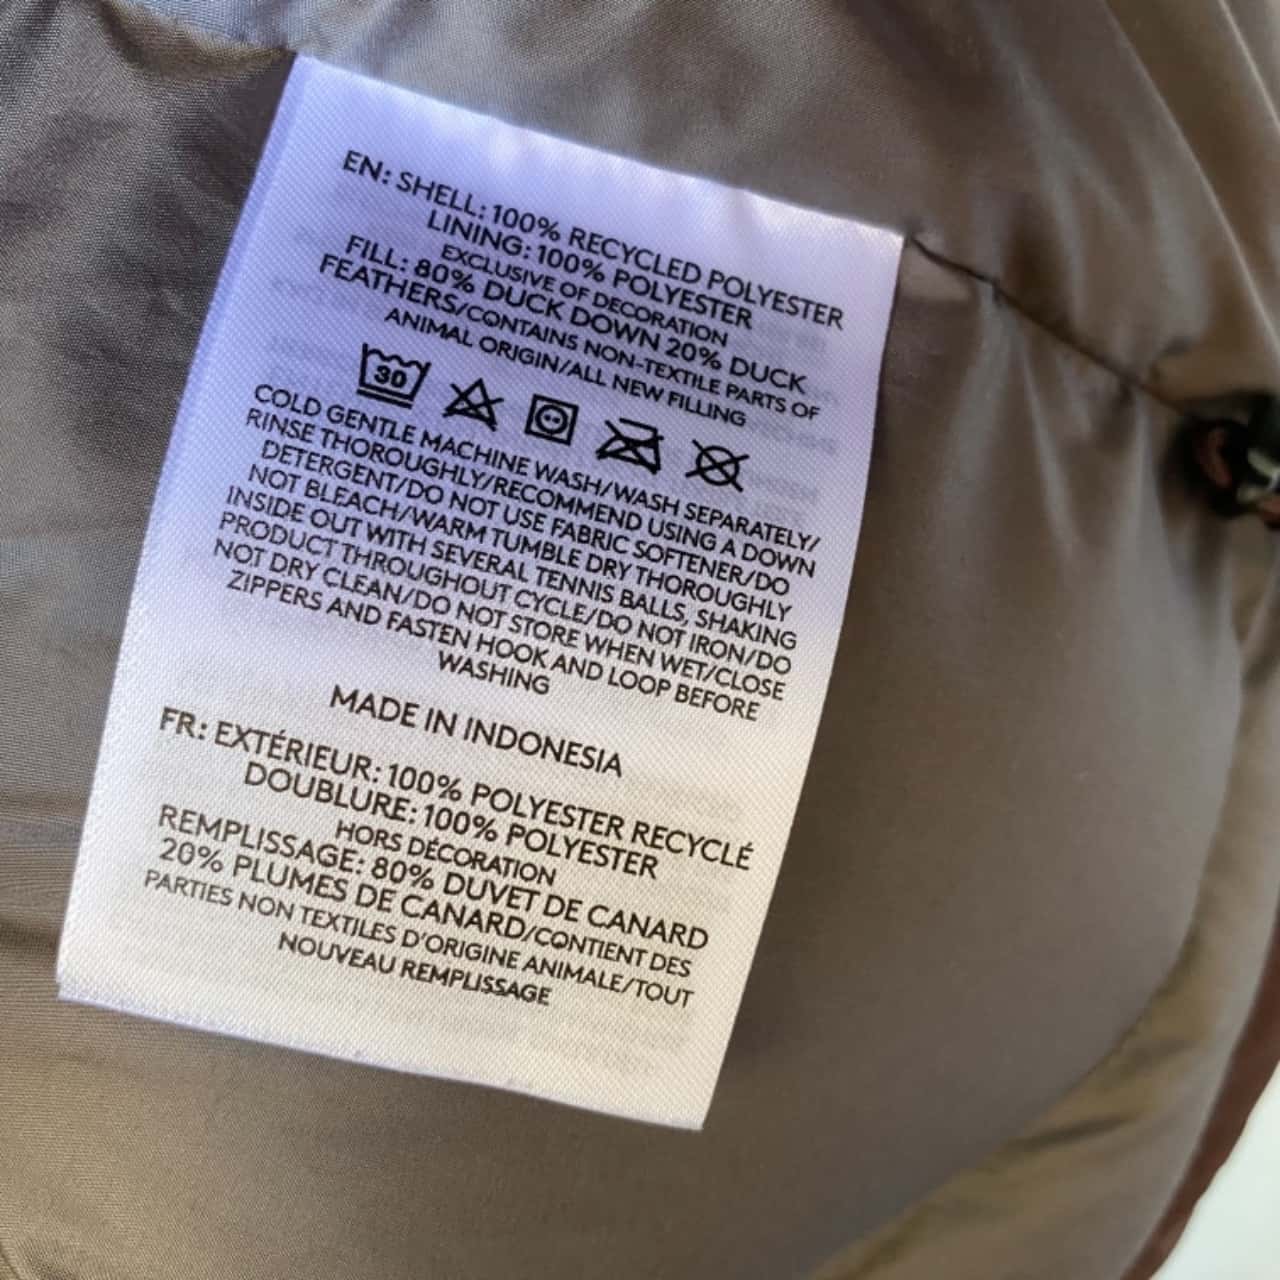 EN: SHELL: 100% RECYCLED POLYESTER
LINING: 100% POLYESTER
EXCLUSIVE OF DECORATION
FILL: 80% DUCK DOWN 20% DUCK
FEATHERS/CONTAINS NON-TEXTILE PARTS OF
ANIMAL ORIGIN/ALL NEW FILLING
30
COLD GENTLE MACHINE WASH/WASH SEPARATELY/
RINSE THOROUGHLY/RECOMMEND USING A DOWN
DETERGENT/DO NOT USE FABRIC SOFTENER/DO
NOT BLEACH/WARM TUMBLE DRY THOROUGHLY
INSIDE OUT WITH SEVERAL TENNIS BALLS, SHAKING
PRODUCT THROUGHOUT CYCLE/DO NOT IRON/DO
NOT DRY CLEAN/DO NOT STORE WHEN WET/CLOSE
ZIPPERS AND FASTEN HOOK AND LOOP BEFORE
WASHING
MADE IN INDONESIA
FR: EXTÉRIEUR: 100% POLYESTER RECYCLÉ
DOUBLURE: 100% POLYESTER
HORS DÉCORATION
REMPLISSAGE: 80% DUVET DE CANARD
20% PLUMES DE CANARD/CONTIENT DES
PARTIES NON TEXTILES D'ORIGINE ANIMALE/TOUT
NOUVEAU REMPLISSAGE